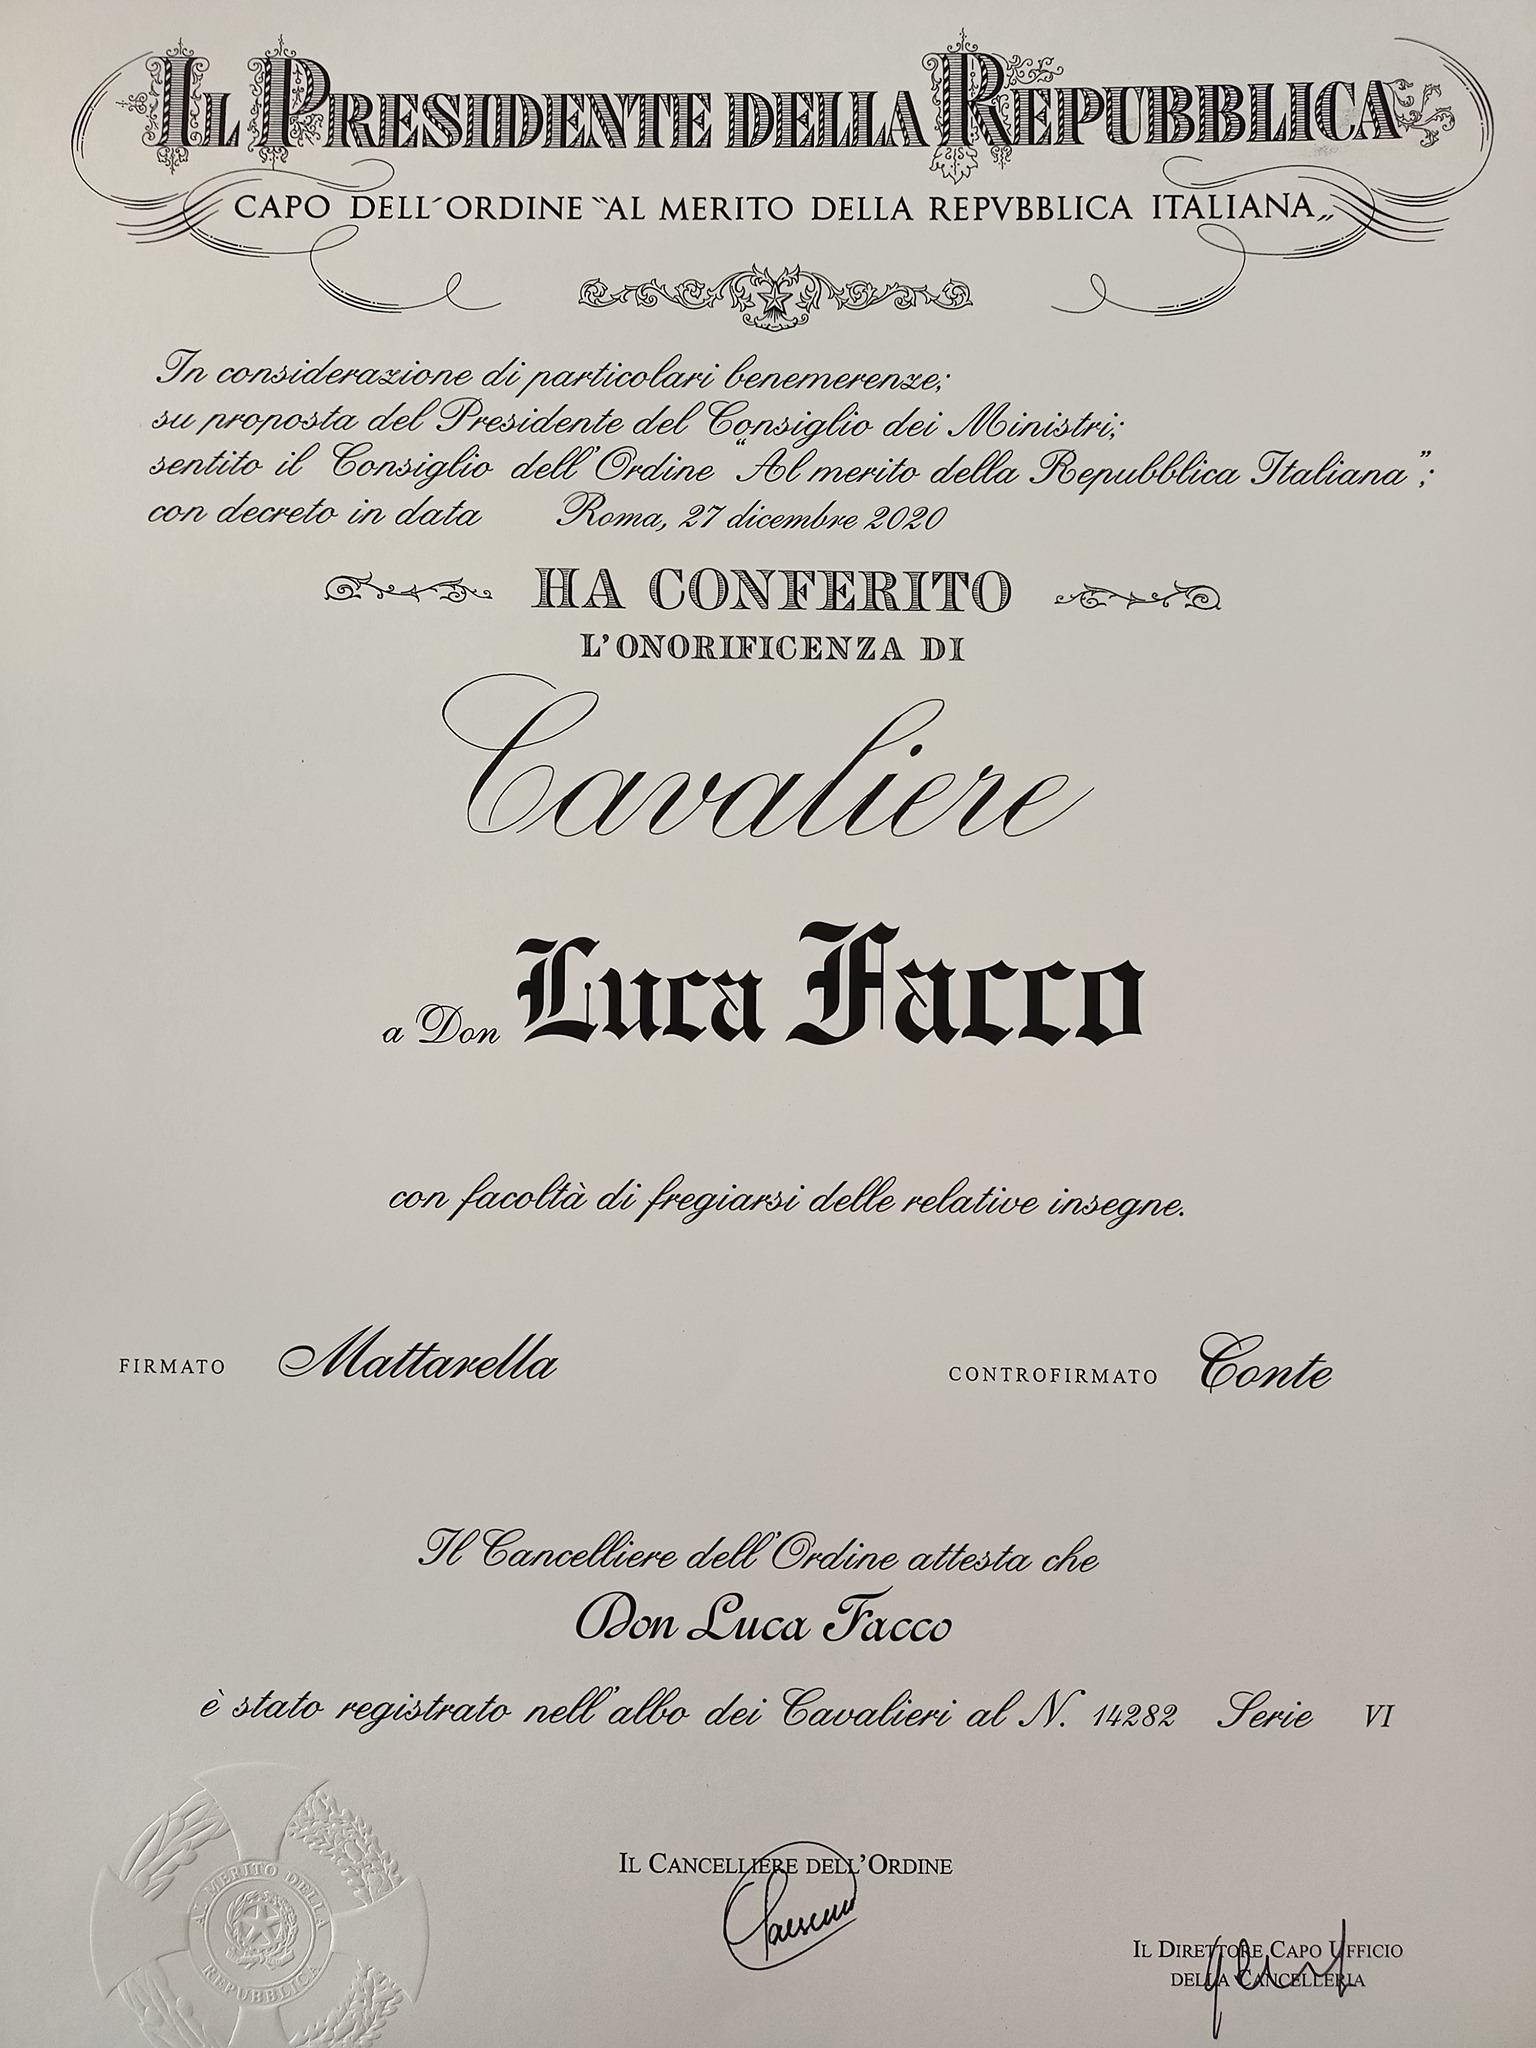 IL PRESIDENTE DELLA REPUBBLICA
CAPO DELL´ORDINE “AL MERITO DELLA REPVBBLICA ITALIANA„
In considerazione di particolari benemerenze;
su proposta del Presidente del Consiglio dei Ministri;
sentito il Consiglio dell'Ordine “Al merito della Repubblica Italiana”;
con decreto in data Roma, 27 dicembre 2020
HA CONFERITO
L'ONORIFICENZA DI
Cavaliere
a Don Luca Facco
con facoltà di fregiarsi delle relative insegne.
FIRMATO Mattarella CONTROFIRMATO Conte
Il Cancelliere dell'Ordine attesta che
Don Luca Facco
è stato registrato nell'albo dei Cavalieri al N. 14282 Serie VI
AL MERITO DELLA
REPUBBLICA
IL CANCELLIERE DELL'ORDINE
IL DIRETTORE CAPO UFFICIO
DELLA CANCELLERIA